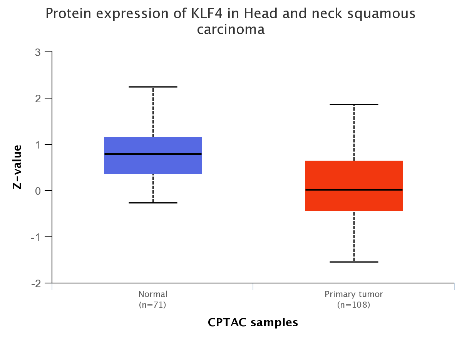 Protein expression of KLF4 in Head and neck squamous
carcinoma
3
2
1
0
-1
-2
Z-value
Normal
(n=71)
Primary tumor
(n=108)
CPTAC samples